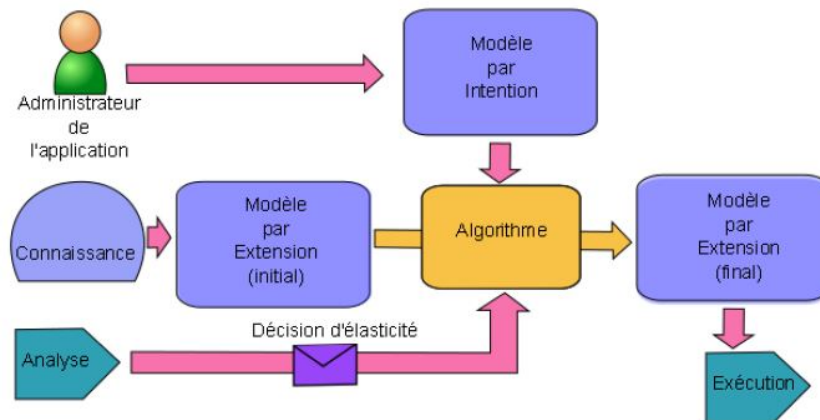 Modèle
par
Intention
Administrateur
de
l'application
Connaissance
Modèle
par
Extension
(initial)
Algorithme
Modèle
par
Extension
(final)
Décision d'élasticité
Analyse
Exécution